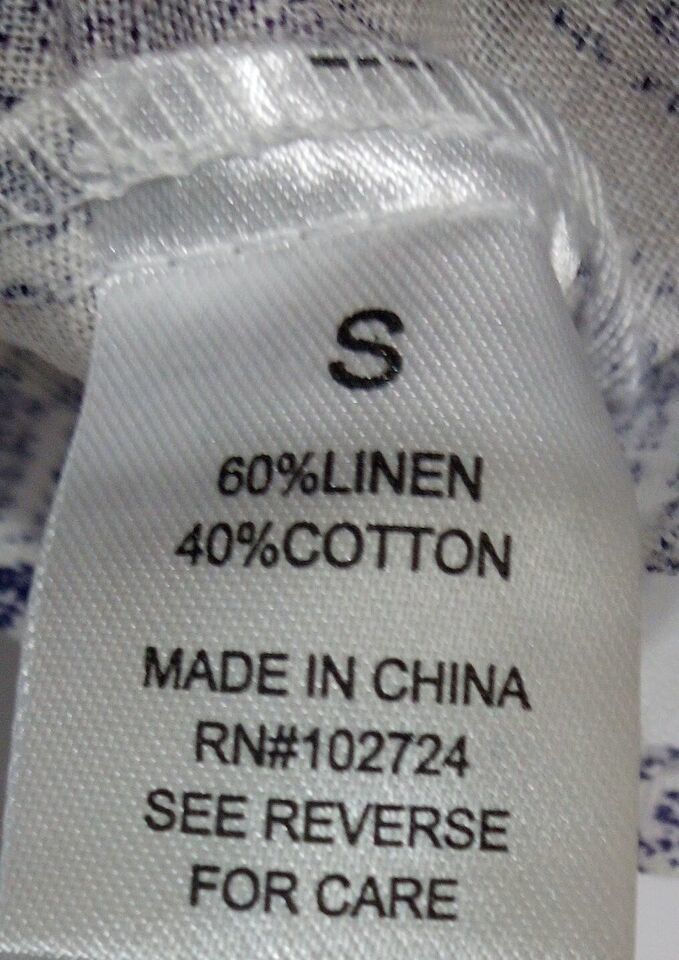 S
60%LINEN
40%COTTON
MADE IN CHINA
RN#102724
SEE REVERSE
FOR CARE